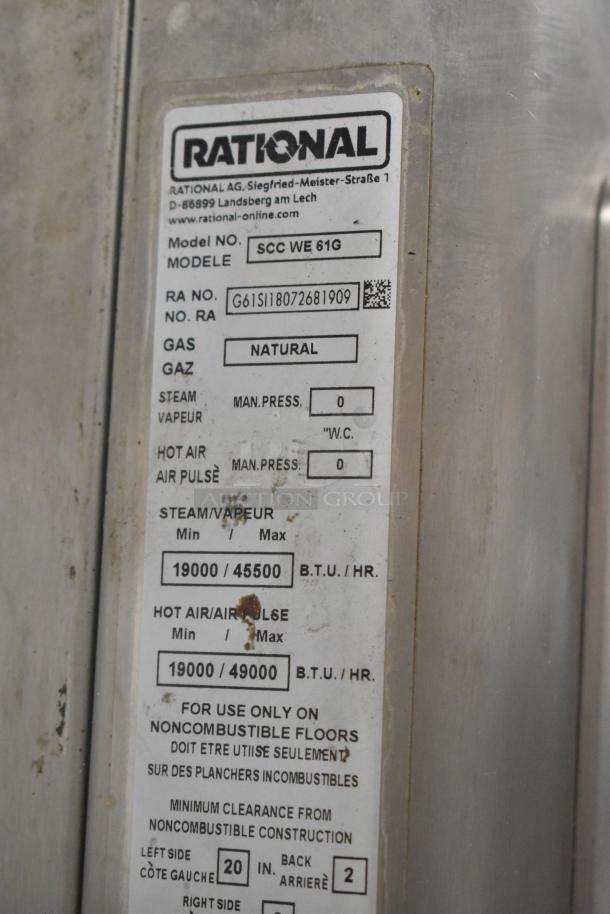 RATIONAL
RATIONAL AG, Siegfried-Meister-Straße 1
D-86899 Landsberg am Lech
www.rational-online.com
Model NO. SCC WE 61G
MODELE
RA NO. G61SI18072681909
NO. RA
GAS NATURAL
GAZ
STEAM MAN.PRESS. 0
VAPEUR
"W.C.
HOT AIR MAN.PRESS. 0
AIR PULSÈ
AUCTION GROUP
STEAM/VAPEUR
Min / Max
19000 / 45500 B.T.U. / HR.
HOT AIR/AIR PULSE
Min / Max
19000 / 49000 B.T.U. / HR.
FOR USE ONLY ON
NONCOMBUSTIBLE FLOORS
DOIT ETRE UTIISE SEULEMENT
SUR DES PLANCHERS INCOMBUSTIBLES
MINIMUM CLEARANCE FROM
NONCOMBUSTIBLE CONSTRUCTION
LEFT SIDE 20 IN. BACK 2
CÔTE GAUCHE ARRIERÈ
RIGHT SIDE